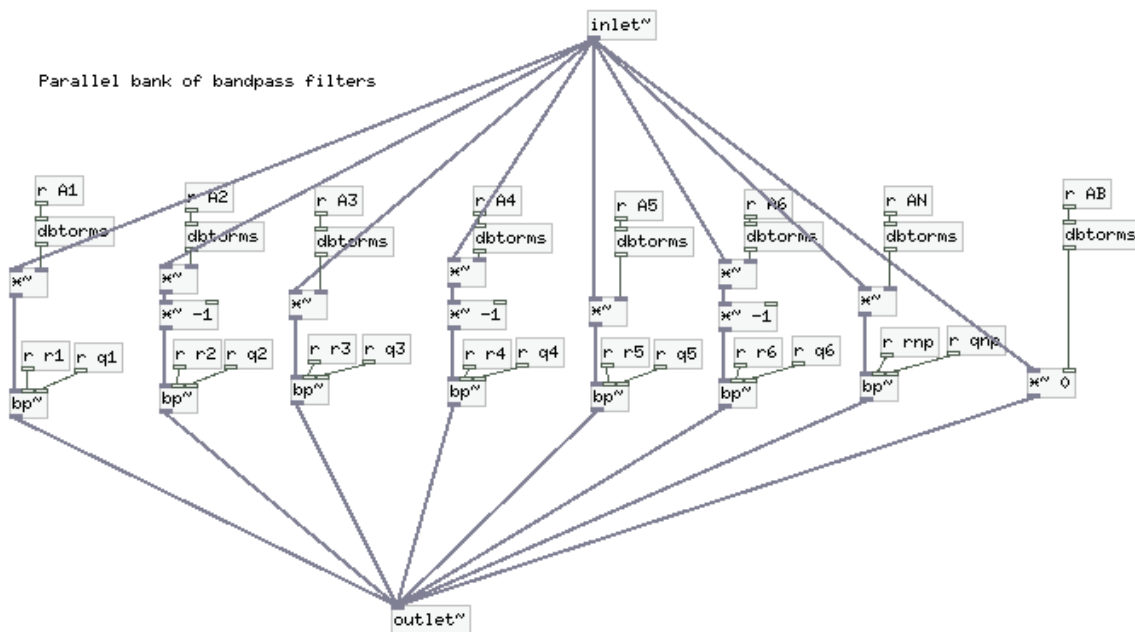 inlet~
Parallel bank of bandpass filters
r A1
r A2
r A3
r A4
r A5
r A6
r AN
r AB
dbtorms
dbtorms
dbtorms
dbtorms
dbtorms
dbtorms
dbtorms
dbtorms
*~
*~
*~
*~
*~
*~
*~
*~ -1
*~ -1
*~ -1
r r1
r q1
r r2
r q2
r r3
r q3
r r4
r q4
r r5
r q5
r r6
r q6
r rnp
r qnp
bp~
bp~
bp~
bp~
bp~
bp~
bp~
*~ 0
outlet~